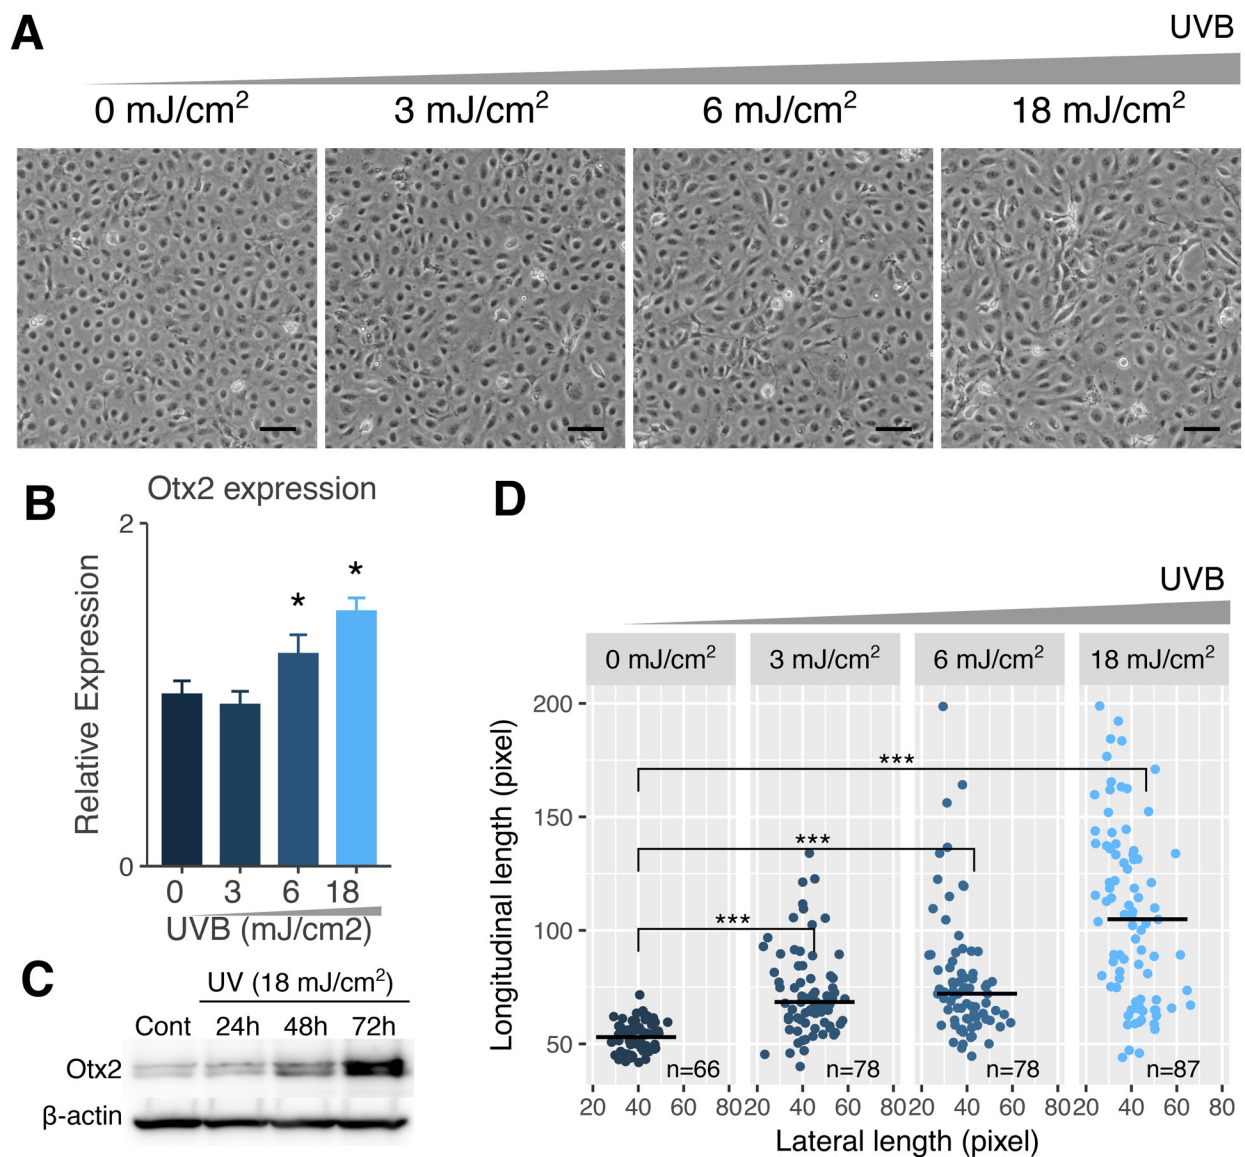 A
UVB
0 mJ/cm² 3 mJ/cm² 6 mJ/cm² 18 mJ/cm²
B
Otx2 expression
Relative Expression
2
0
* *
0 3 6 18
UVB (mJ/cm2)
C
UV (18 mJ/cm²)
Cont 24h 48h 72h
Otx2
β-actin
D
UVB
0 mJ/cm² 3 mJ/cm² 6 mJ/cm² 18 mJ/cm²
Longitudinal length (pixel)
200
150
100
50
***
***
***
n=66 n=78 n=78 n=87
20 40 60 80 20 40 60 80 20 40 60 80 20 40 60 80
Lateral length (pixel)